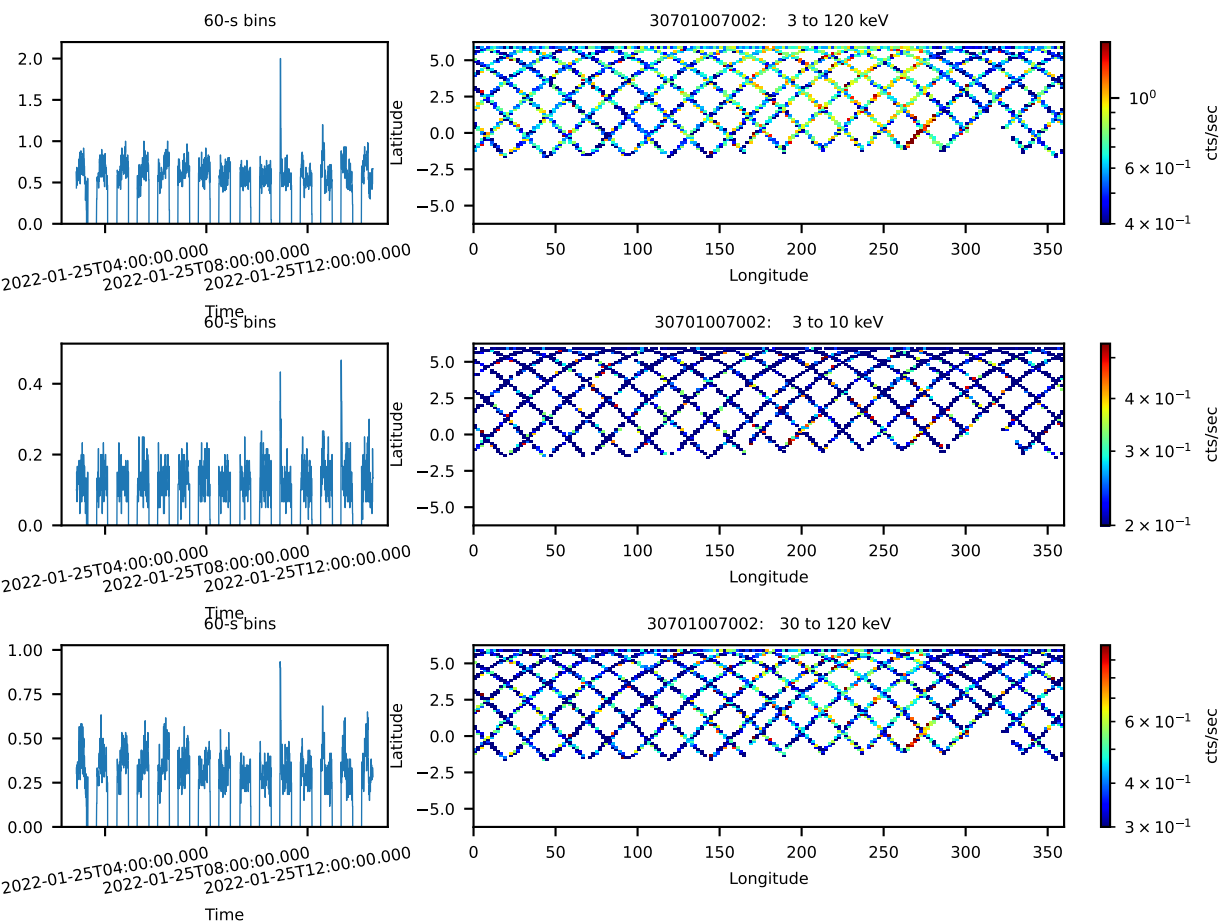 60-s bins
30701007002:    3 to 120 keV
2.0
1.5
1.0
0.5
0.0
2022-01-25T04:00:00.000
2022-01-25T08:00:00.000
2022-01-25T12:00:00.000
Time
Latitude
5.0
2.5
0.0
−2.5
−5.0
0 50 100 150 200 250 300 350
Longitude
10⁰
6 × 10⁻¹
4 × 10⁻¹
cts/sec
60-s bins
30701007002:    3 to 10 keV
0.4
0.2
0.0
2022-01-25T04:00:00.000
2022-01-25T08:00:00.000
2022-01-25T12:00:00.000
Time
Latitude
5.0
2.5
0.0
−2.5
−5.0
0 50 100 150 200 250 300 350
Longitude
4 × 10⁻¹
3 × 10⁻¹
2 × 10⁻¹
cts/sec
60-s bins
30701007002:   30 to 120 keV
1.00
0.75
0.50
0.25
0.00
2022-01-25T04:00:00.000
2022-01-25T08:00:00.000
2022-01-25T12:00:00.000
Time
Latitude
5.0
2.5
0.0
−2.5
−5.0
0 50 100 150 200 250 300 350
Longitude
6 × 10⁻¹
4 × 10⁻¹
3 × 10⁻¹
cts/sec